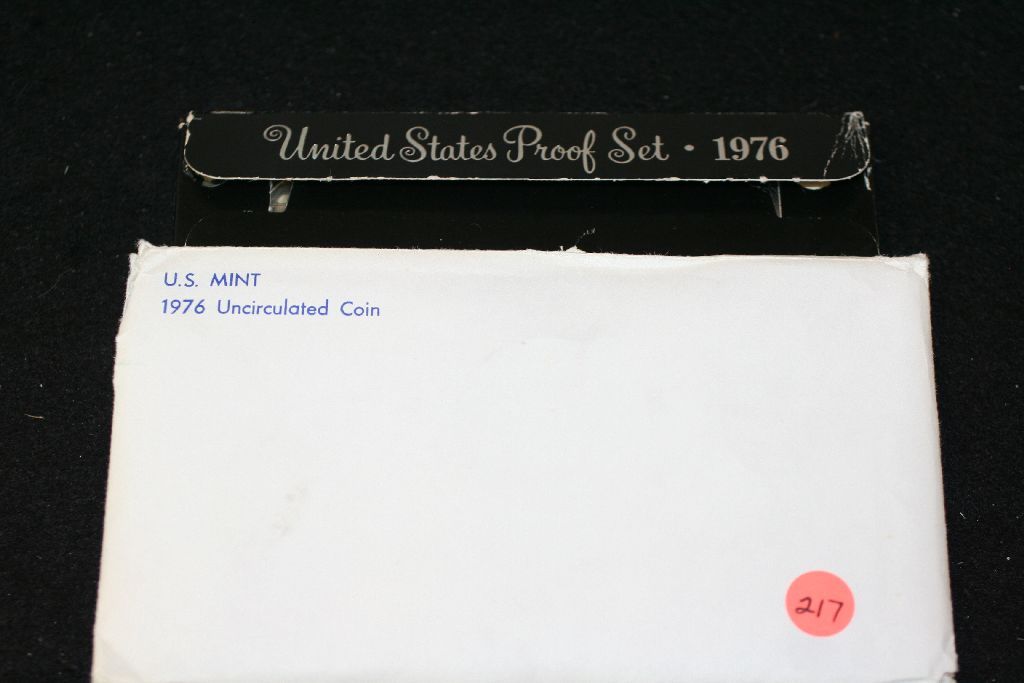 United States Proof Set • 1976
U.S. MINT
1976 Uncirculated Coin
217